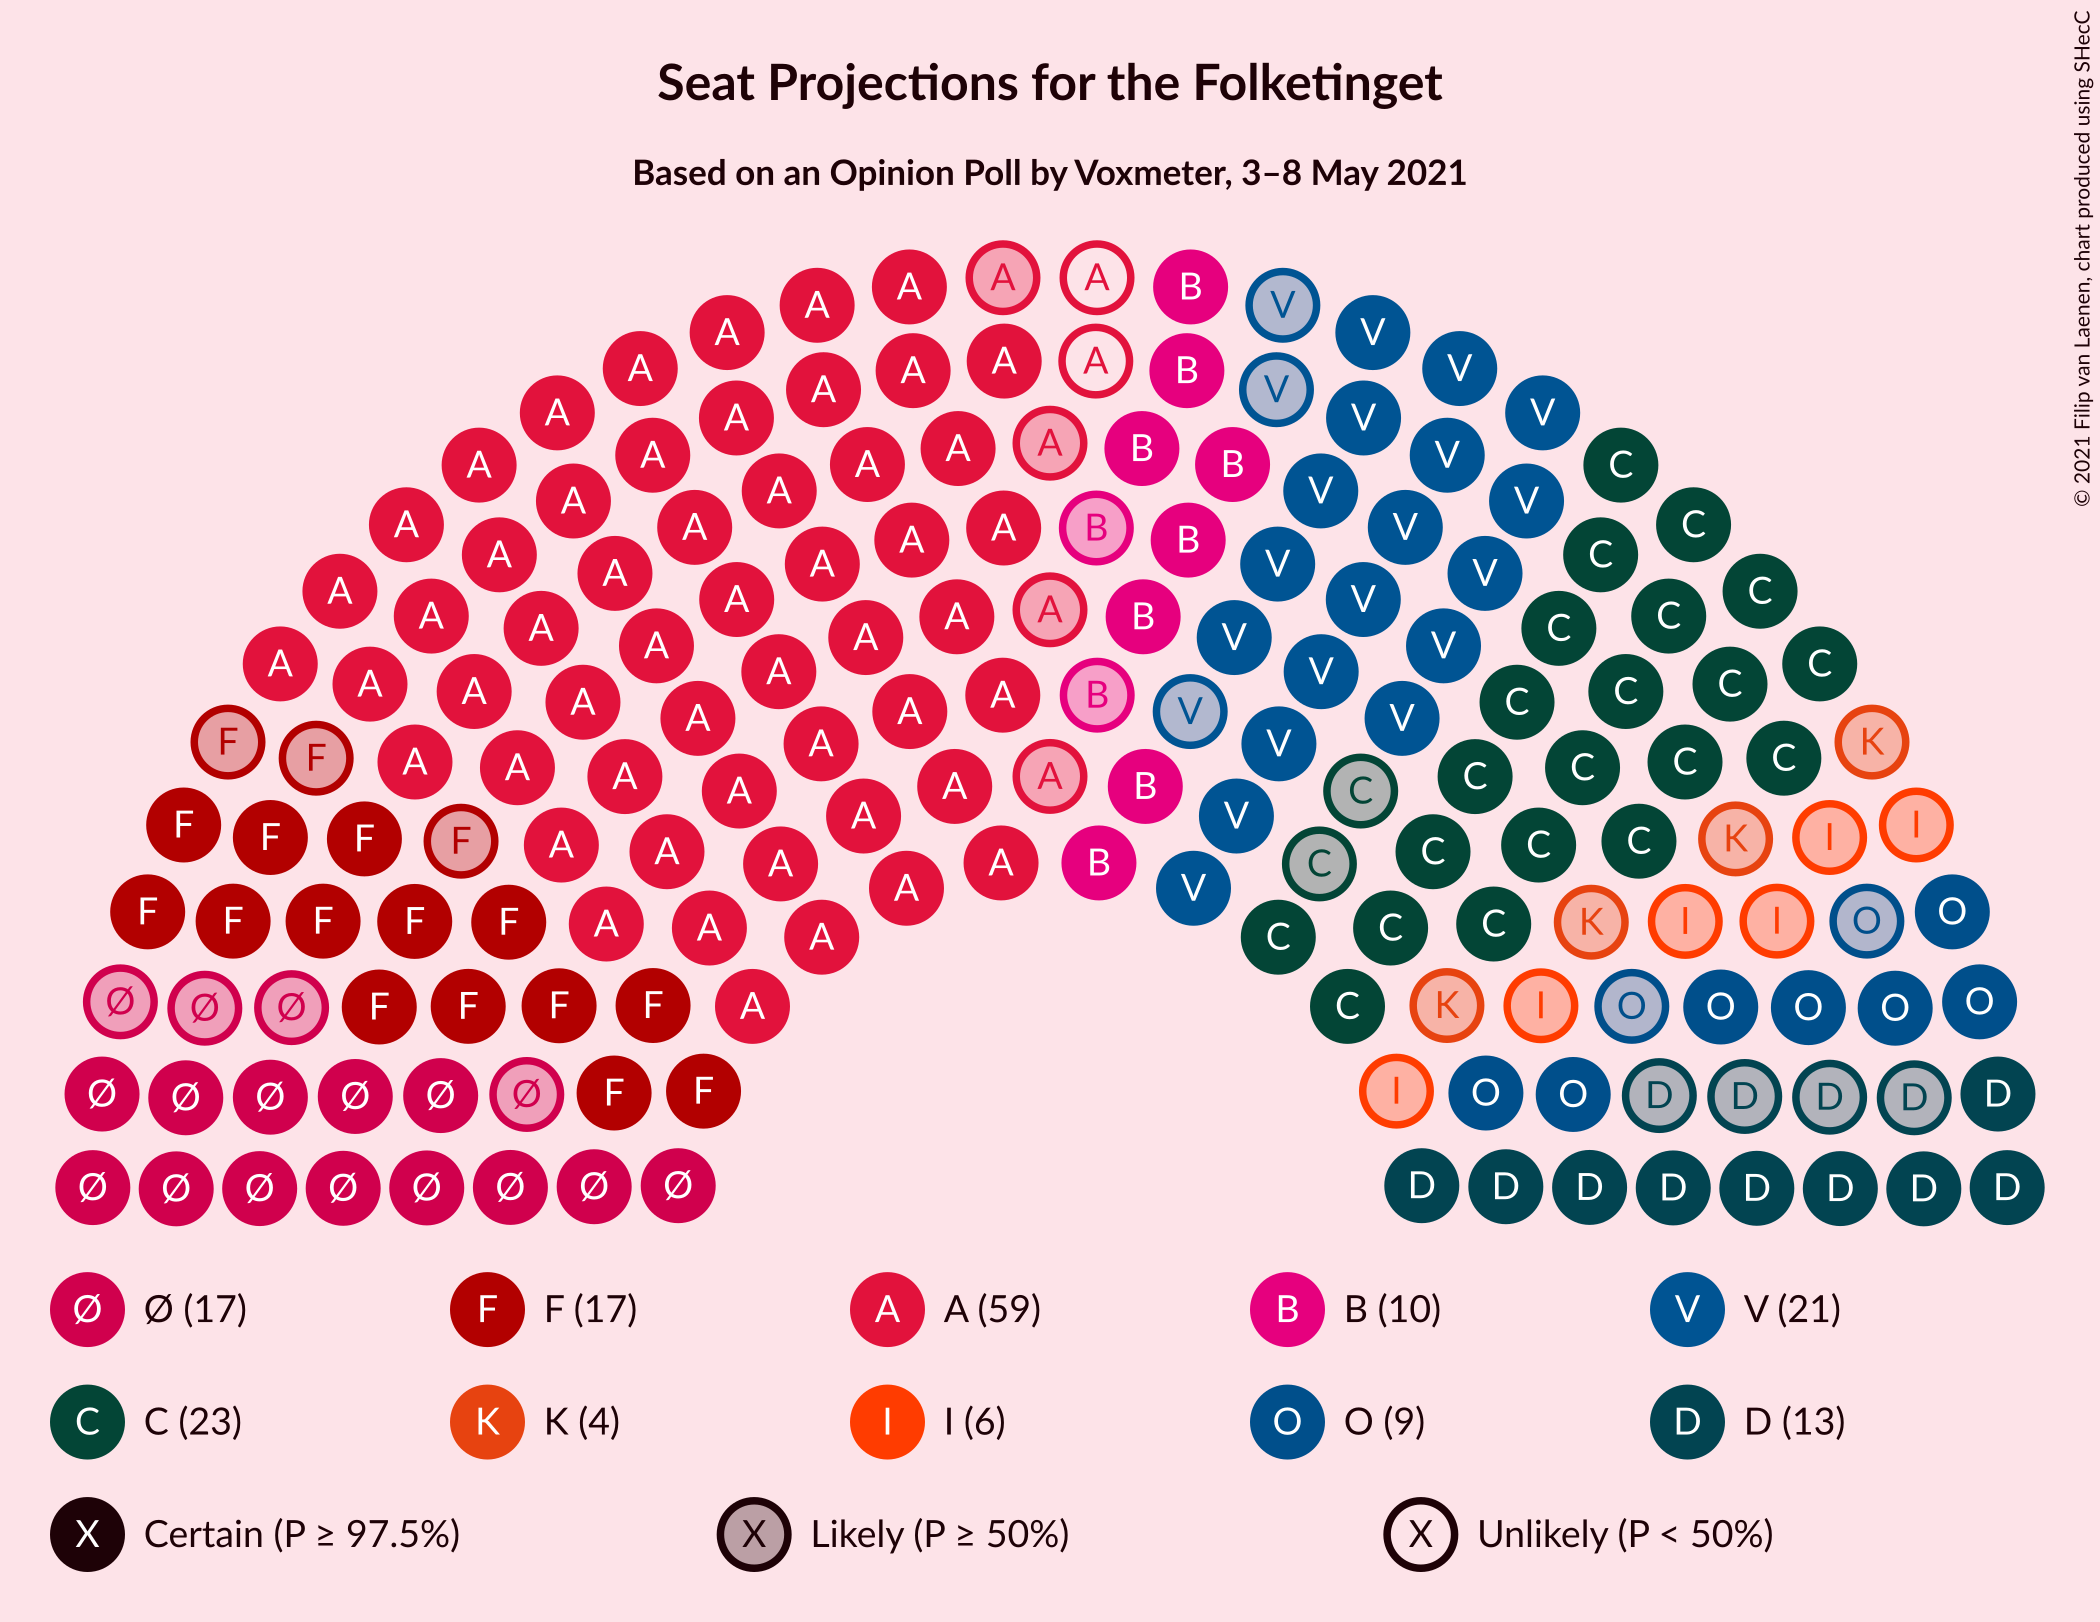 Seat Projections for the Folketinget
Based on an Opinion Poll by Voxmeter, 3–8 May 2021
© 2021 Filip van Laenen, chart produced using SHecC
A A A A B V
A A A A A A B V V V
A A A A A A A B B V V V C
A A A A A A A B B V V V C C
A A A A A A A A A B V V V V C C C
A A A A A A A A A B V V V V C C C C
F F A A A A A A A B V C C C C C K
F F F F A A A A A A B V V C C C C K I I
F F F F F A A A C C C K I I O O
Ø Ø Ø F F F F A C K I O O O O O
Ø Ø Ø Ø Ø Ø F F I O O D D D D D
Ø Ø Ø Ø Ø Ø Ø Ø D D D D D D D D
Ø Ø (17) F F (17) A A (59) B B (10) V V (21)
C C (23) K K (4) I I (6) O O (9) D D (13)
X Certain (P ≥ 97.5%) X Likely (P ≥ 50%) X Unlikely (P < 50%)